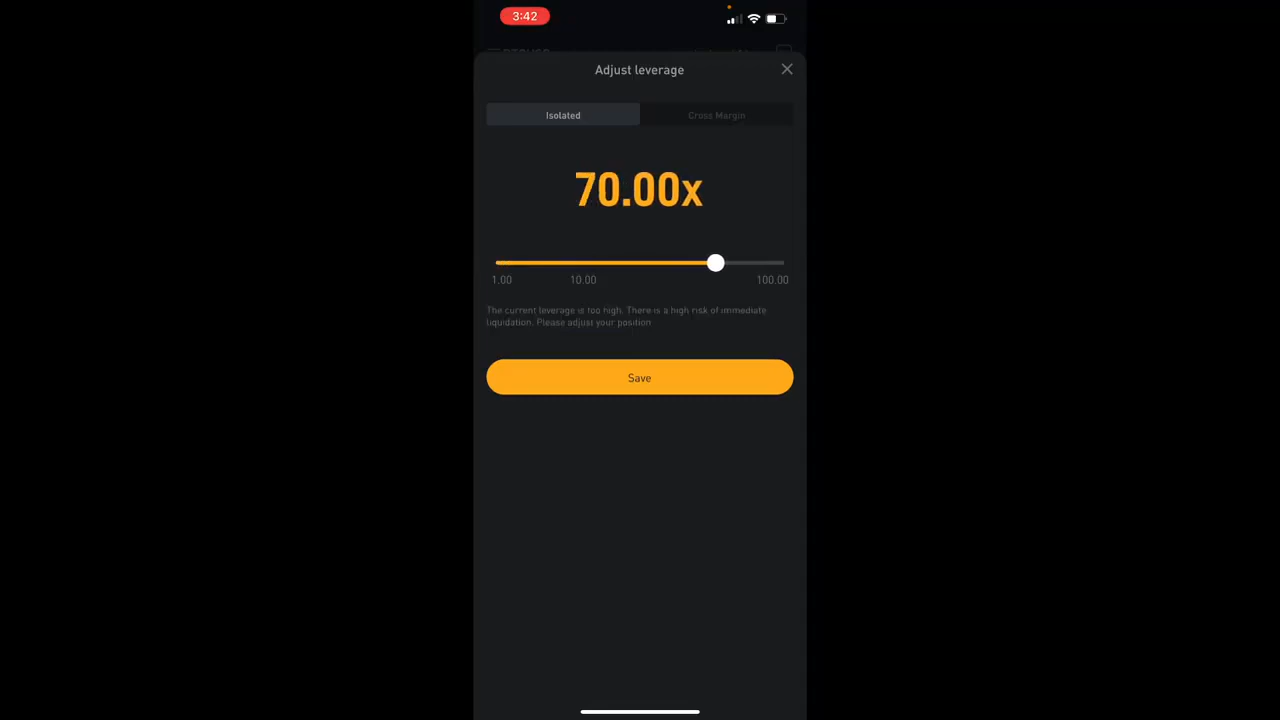 3:42
Adjust leverage
Isolated
Cross Margin
70.00x
1.00 10.00 100.00
The current leverage is too high. There is a high risk of immediate
liquidation. Please adjust your position
Save